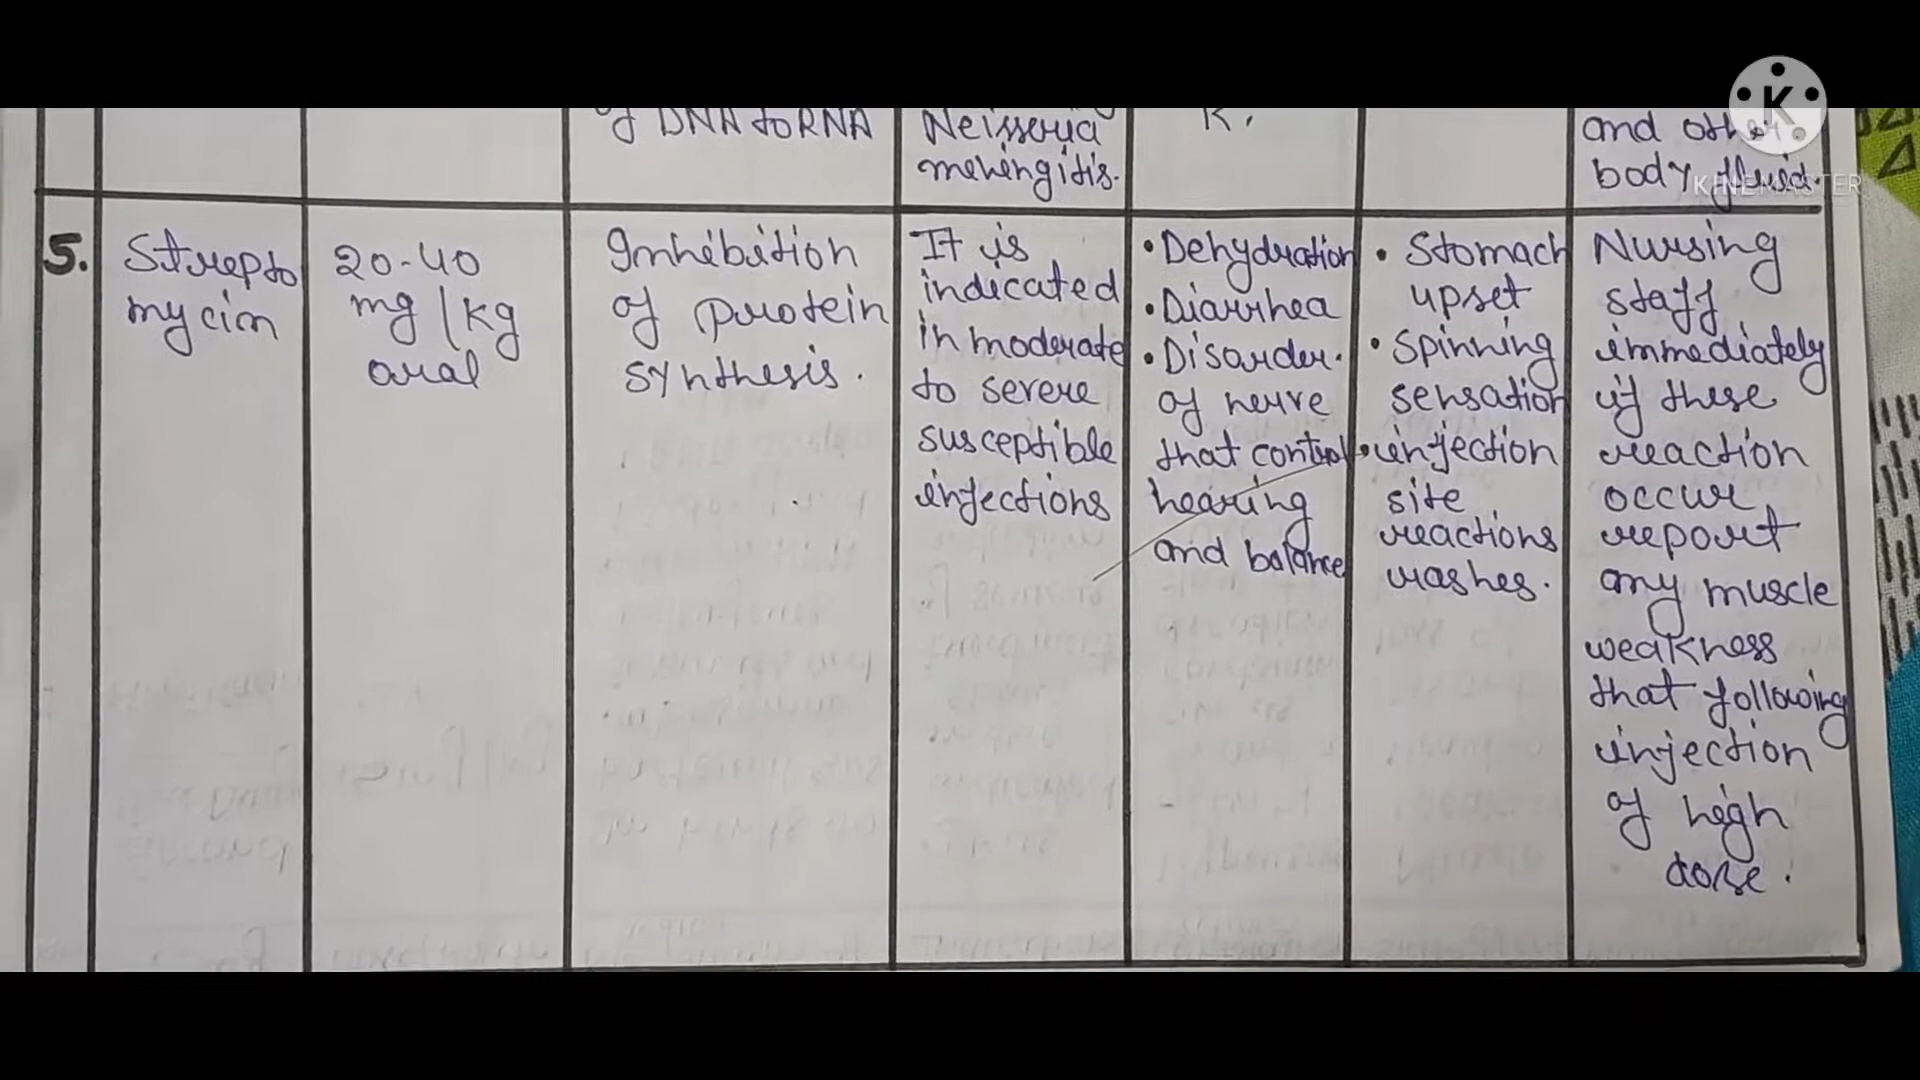 of DNA to RNA
Neisseria
meningitis.
K.
and other
body fluid.
KINEMASTER
K
5.
Strepto
mycin
20-40
mg/kg
oral
Inhibition
of protein
synthesis.
It is
indicated
in moderate
to severe
susceptible
injections
• Dehydration
• Diarrhea
• Disorder.
of nerve
that control
hearing
and balance
• Stomach
upset
• Spinning
sensation
• injection
site
reactions
rashes.
Nursing
staff
immediately
if these
reaction
occur
report
any muscle
weakness
that following
injection
of high
dose.